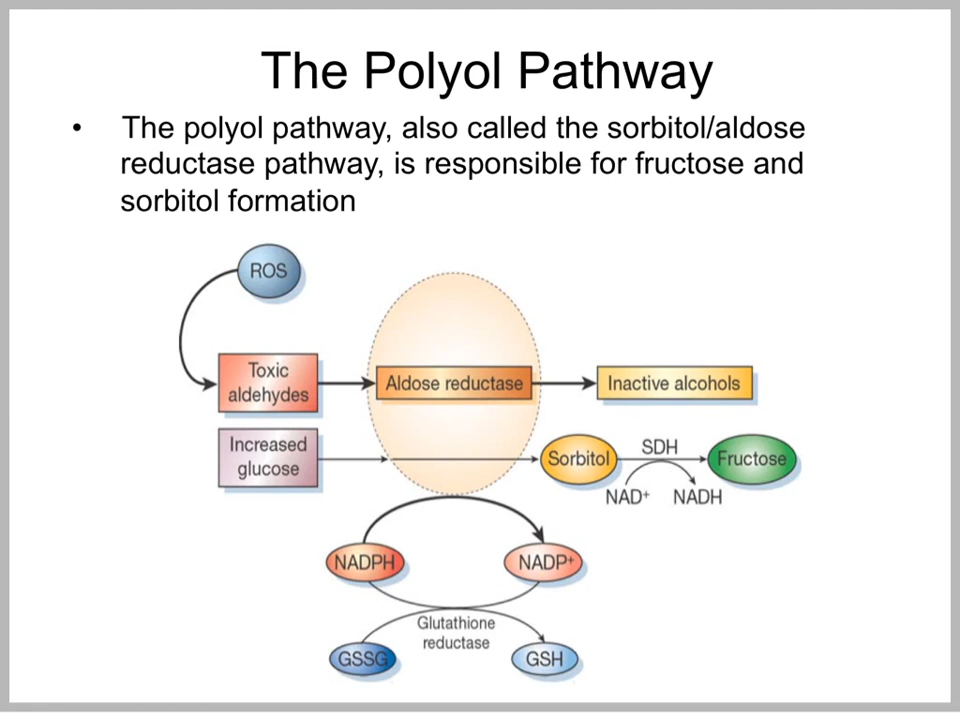 The Polyol Pathway
• The polyol pathway, also called the sorbitol/aldose
reductase pathway, is responsible for fructose and
sorbitol formation
ROS
Toxic
aldehydes
Aldose reductase
Inactive alcohols
Increased
glucose
Sorbitol
SDH
Fructose
NAD+
NADH
NADPH
NADP+
Glutathione
reductase
GSSG
GSH